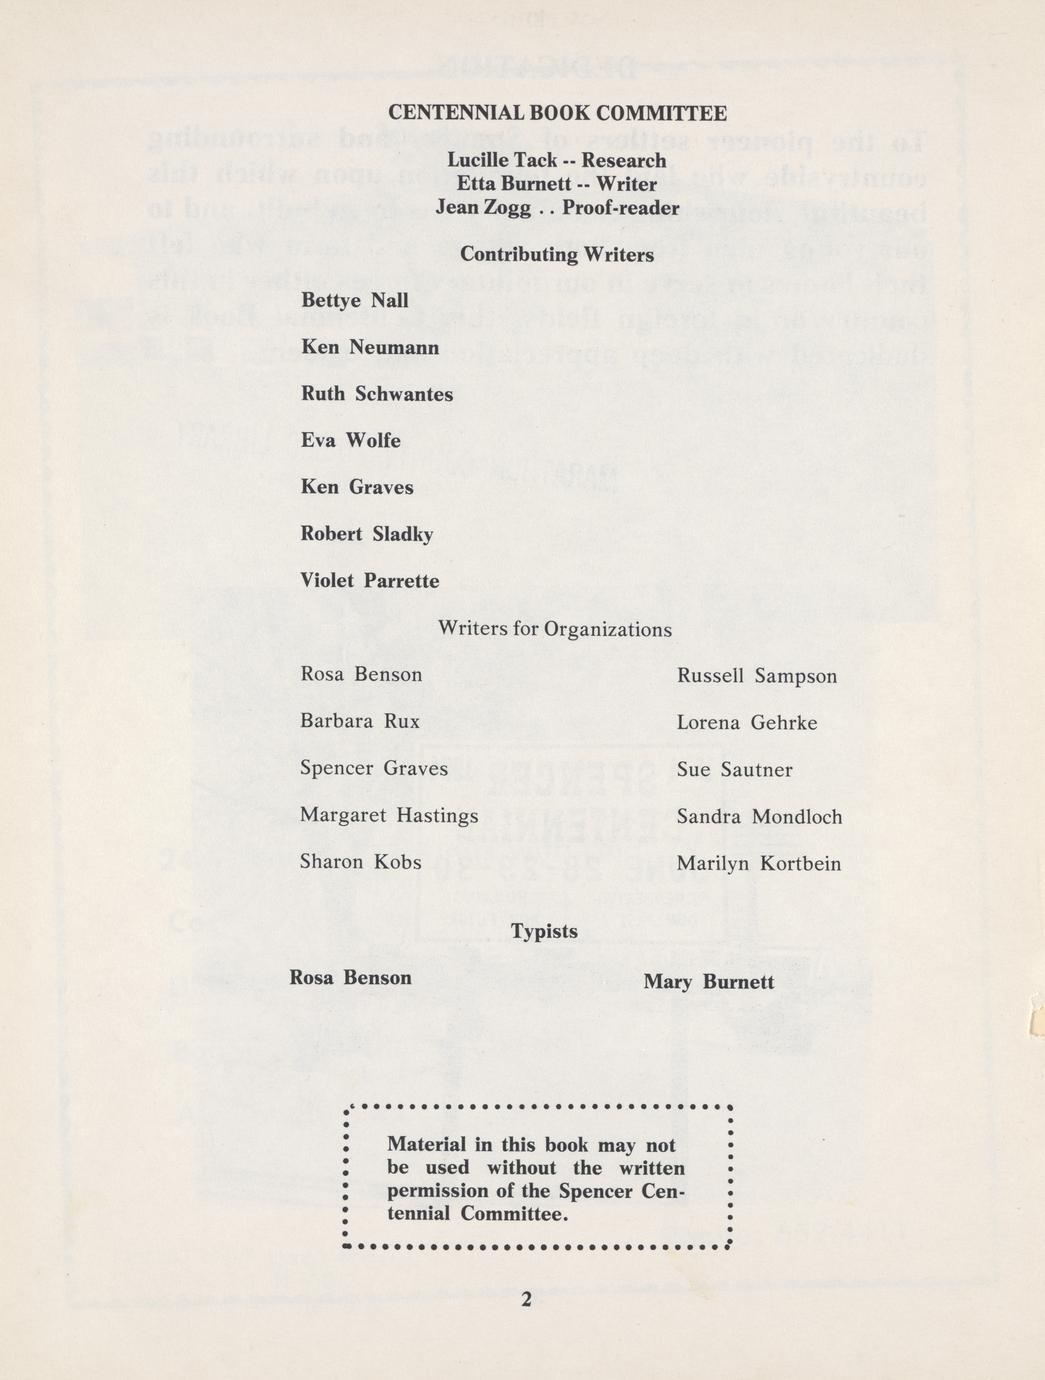 CENTENNIAL BOOK COMMITTEE
Lucille Tack -- Research
Etta Burnett -- Writer
Jean Zogg . . Proof-reader
Contributing Writers
Bettye Nall
Ken Neumann
Ruth Schwantes
Eva Wolfe
Ken Graves
Robert Sladky
Violet Parrette
Writers for Organizations
Rosa Benson
Barbara Rux
Spencer Graves
Margaret Hastings
Sharon Kobs
Russell Sampson
Lorena Gehrke
Sue Sautner
Sandra Mondloch
Marilyn Kortbein
Typists
Rosa Benson
Mary Burnett
Material in this book may not
be used without the written
permission of the Spencer Cen-
tennial Committee.
2